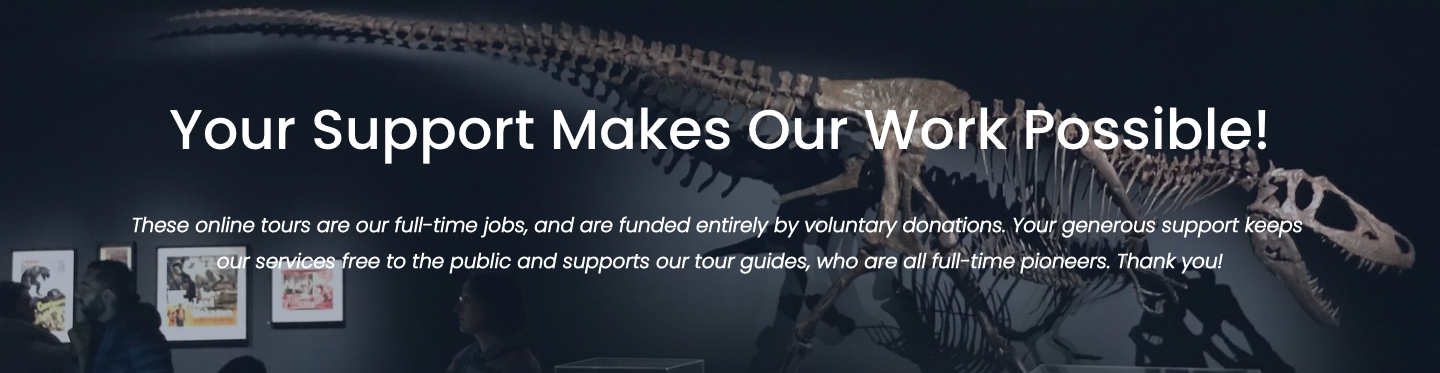 Your Support Makes Our Work Possible!
These online tours are our full-time jobs, and are funded entirely by voluntary donations. Your generous support keeps
our services free to the public and supports our tour guides, who are all full-time pioneers. Thank you!